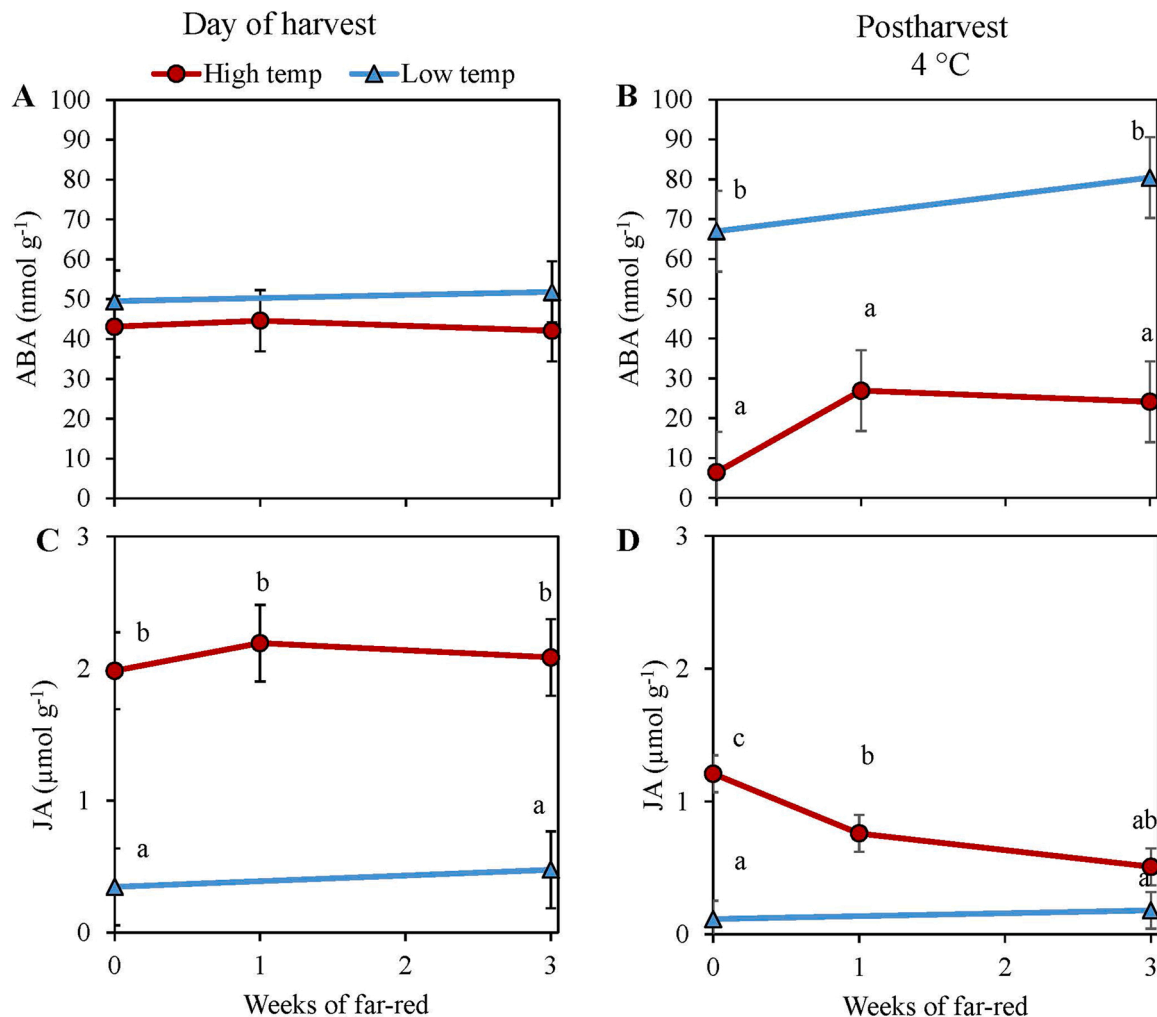 Day of harvest
Postharvest
4 °C
High temp
Low temp
A
100
90
80
70
60
50
40
30
20
10
0
ABA (nmol g⁻¹)
B
100
90
80
70
60
50
40
30
20
10
0
ABA (nmol g⁻¹)
b
b
a
a
a
C
3
2
1
0
JA (µmol g⁻¹)
b
b
b
a
a
0
1
2
3
Weeks of far-red
D
3
2
1
0
JA (µmol g⁻¹)
c
b
ab
a
a
0
1
2
3
Weeks of far-red